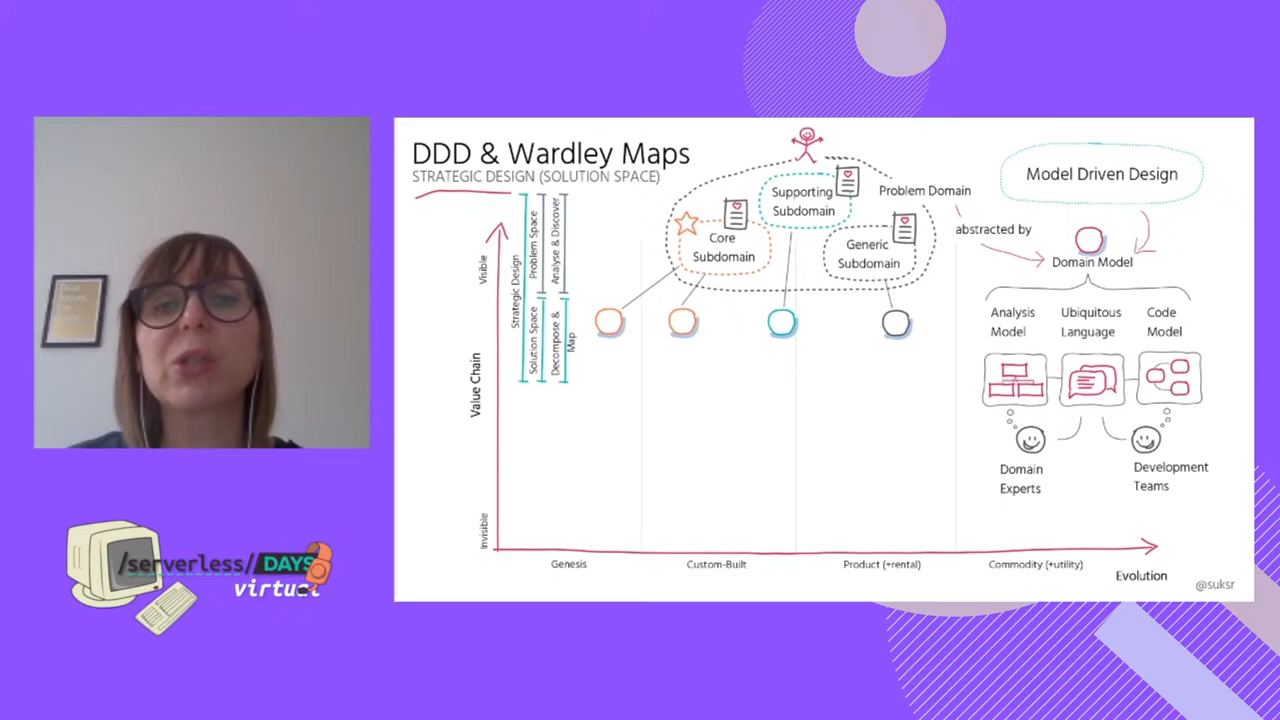 DDD & Wardley Maps
STRATEGIC DESIGN (SOLUTION SPACE)
Strategic Design
Problem Space
Analyse & Discover
Solution Space
Decompose &
Map
Visible
Value Chain
Invisible
Core
Subdomain
Supporting
Subdomain
Generic
Subdomain
Problem Domain
abstracted by
Model Driven Design
Domain Model
Analysis
Model
Ubiquitous
Language
Code
Model
Domain
Experts
Development
Teams
Genesis
Custom-Built
Product (+rental)
Commodity (+utility)
Evolution
@suksr
/serverless/DAYS
virtual